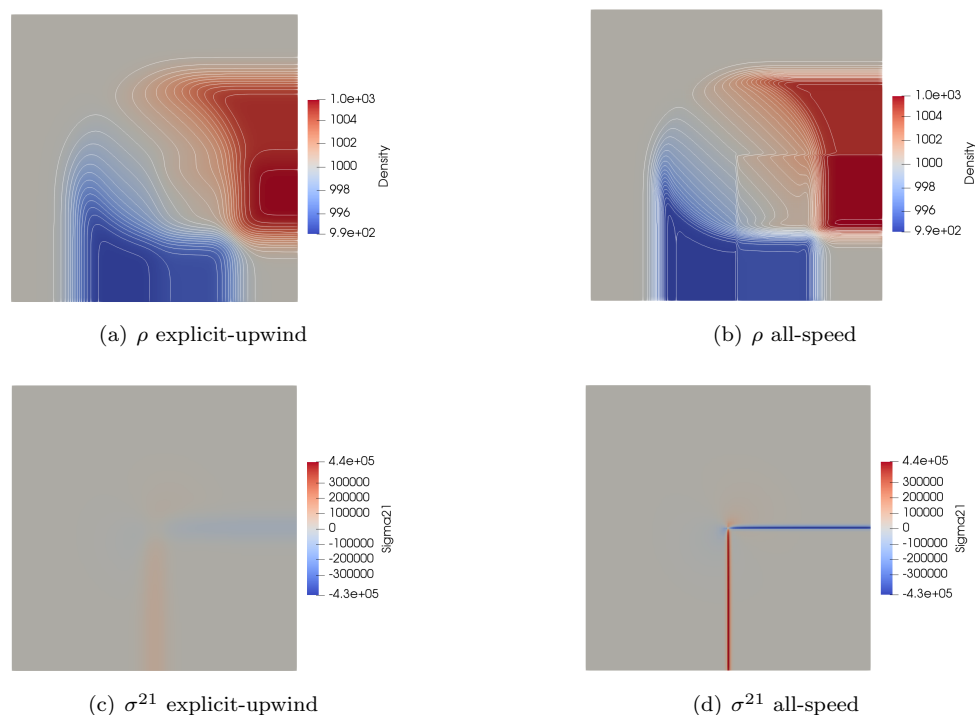 1.0e+03
1004
1002
1000
998
996
9.9e+02
Density
(a) ρ explicit-upwind
1.0e+03
1004
1002
1000
998
996
9.9e+02
Density
(b) ρ all-speed
4.4e+05
300000
200000
100000
0
-100000
-200000
-300000
-4.3e+05
Sigma21
(c) σ²¹ explicit-upwind
4.4e+05
300000
200000
100000
0
-100000
-200000
-300000
-4.3e+05
Sigma21
(d) σ²¹ all-speed